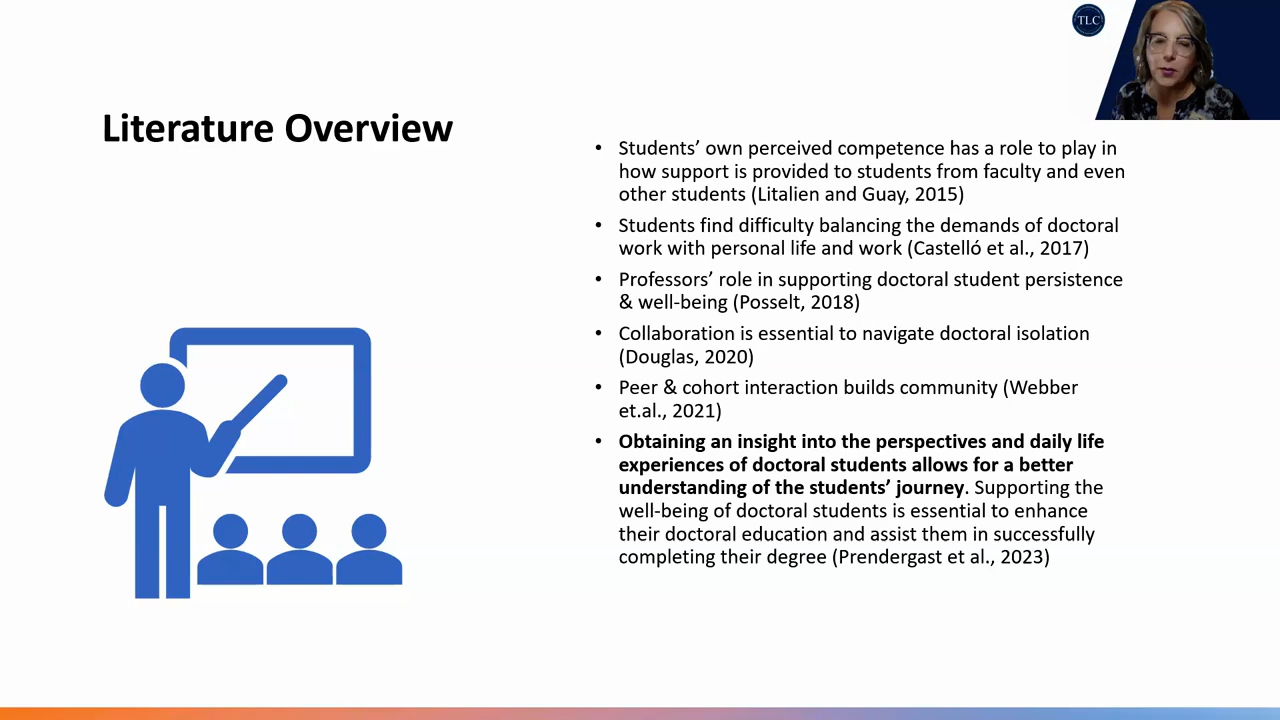 TLC
Literature Overview
• Students’ own perceived competence has a role to play in
how support is provided to students from faculty and even
other students (Litalien and Guay, 2015)
• Students find difficulty balancing the demands of doctoral
work with personal life and work (Castelló et al., 2017)
• Professors’ role in supporting doctoral student persistence
& well-being (Posselt, 2018)
• Collaboration is essential to navigate doctoral isolation
(Douglas, 2020)
• Peer & cohort interaction builds community (Webber
et.al., 2021)
• Obtaining an insight into the perspectives and daily life
experiences of doctoral students allows for a better
understanding of the students’ journey. Supporting the
well-being of doctoral students is essential to enhance
their doctoral education and assist them in successfully
completing their degree (Prendergast et al., 2023)